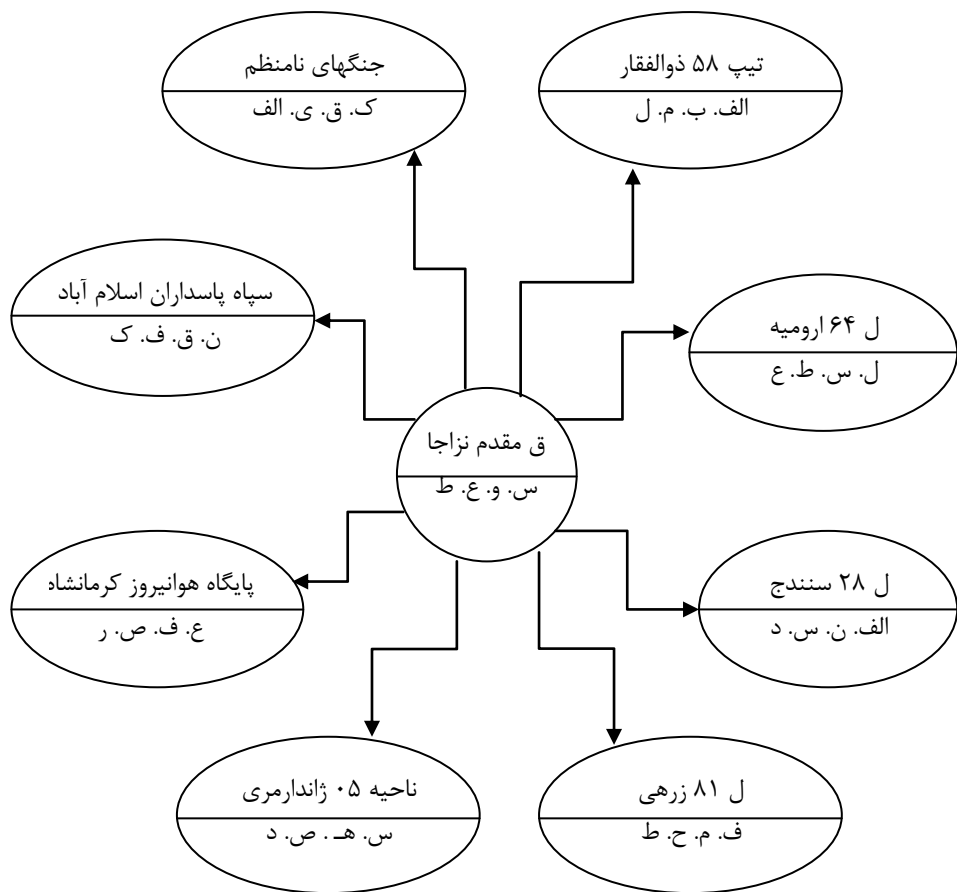 تیپ ۵۸ ذوالفقار
الف. ب. م. ل
جنگهای نامنظم
ک. ق. ی. الف
سپاه پاسداران اسلام آباد
ن. ق. ف. ک
ل ۶۴ ارومیه
ل. س. ط. ع
ق مقدم نزاجا
س. و. ع. ط
پایگاه هوانیروز کرمانشاه
ع. ف. ص. ر
ل ۲۸ سنندج
الف. ن. س. د
ناحیه ۰۵ ژاندارمری
س. هـ . ص. د
ل ۸۱ زرهی
ف. م. ح. ط